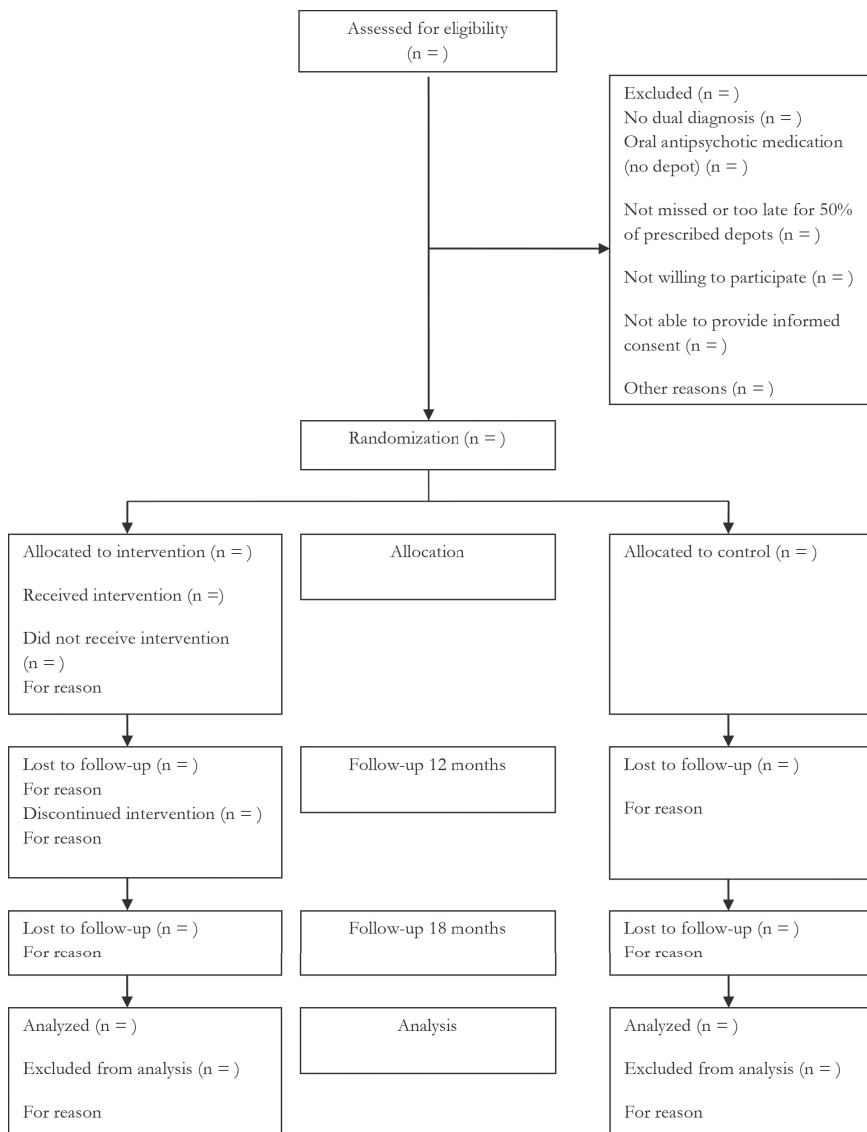 Assessed for eligibility
(n = )
Excluded (n = )
No dual diagnosis (n = )
Oral antipsychotic medication
(no depot) (n = )
Not missed or too late for 50%
of prescribed depots (n = )
Not willing to participate (n = )
Not able to provide informed
consent (n = )
Other reasons (n = )
Randomization (n = )
Allocated to intervention (n = )
Received intervention (n =)
Did not receive intervention
(n = )
For reason
Allocation
Allocated to control (n = )
Lost to follow-up (n = )
For reason
Discontinued intervention (n = )
For reason
Follow-up 12 months
Lost to follow-up (n = )
For reason
Lost to follow-up (n = )
For reason
Follow-up 18 months
Lost to follow-up (n = )
For reason
Analyzed (n = )
Excluded from analysis (n = )
For reason
Analysis
Analyzed (n = )
Excluded from analysis (n = )
For reason